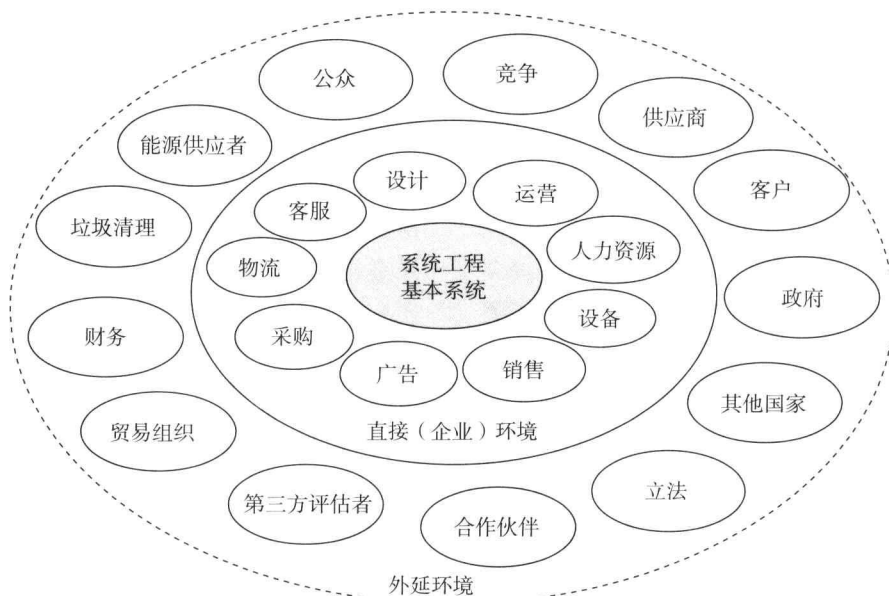 竞争
公众
供应商
能源供应者
设计
客户
运营
客服
垃圾清理
人力资源
物流
系统工程
基本系统
政府
设备
采购
财务
销售
广告
其他国家
贸易组织
直接（企业）环境
立法
第三方评估者
合作伙伴
外延环境